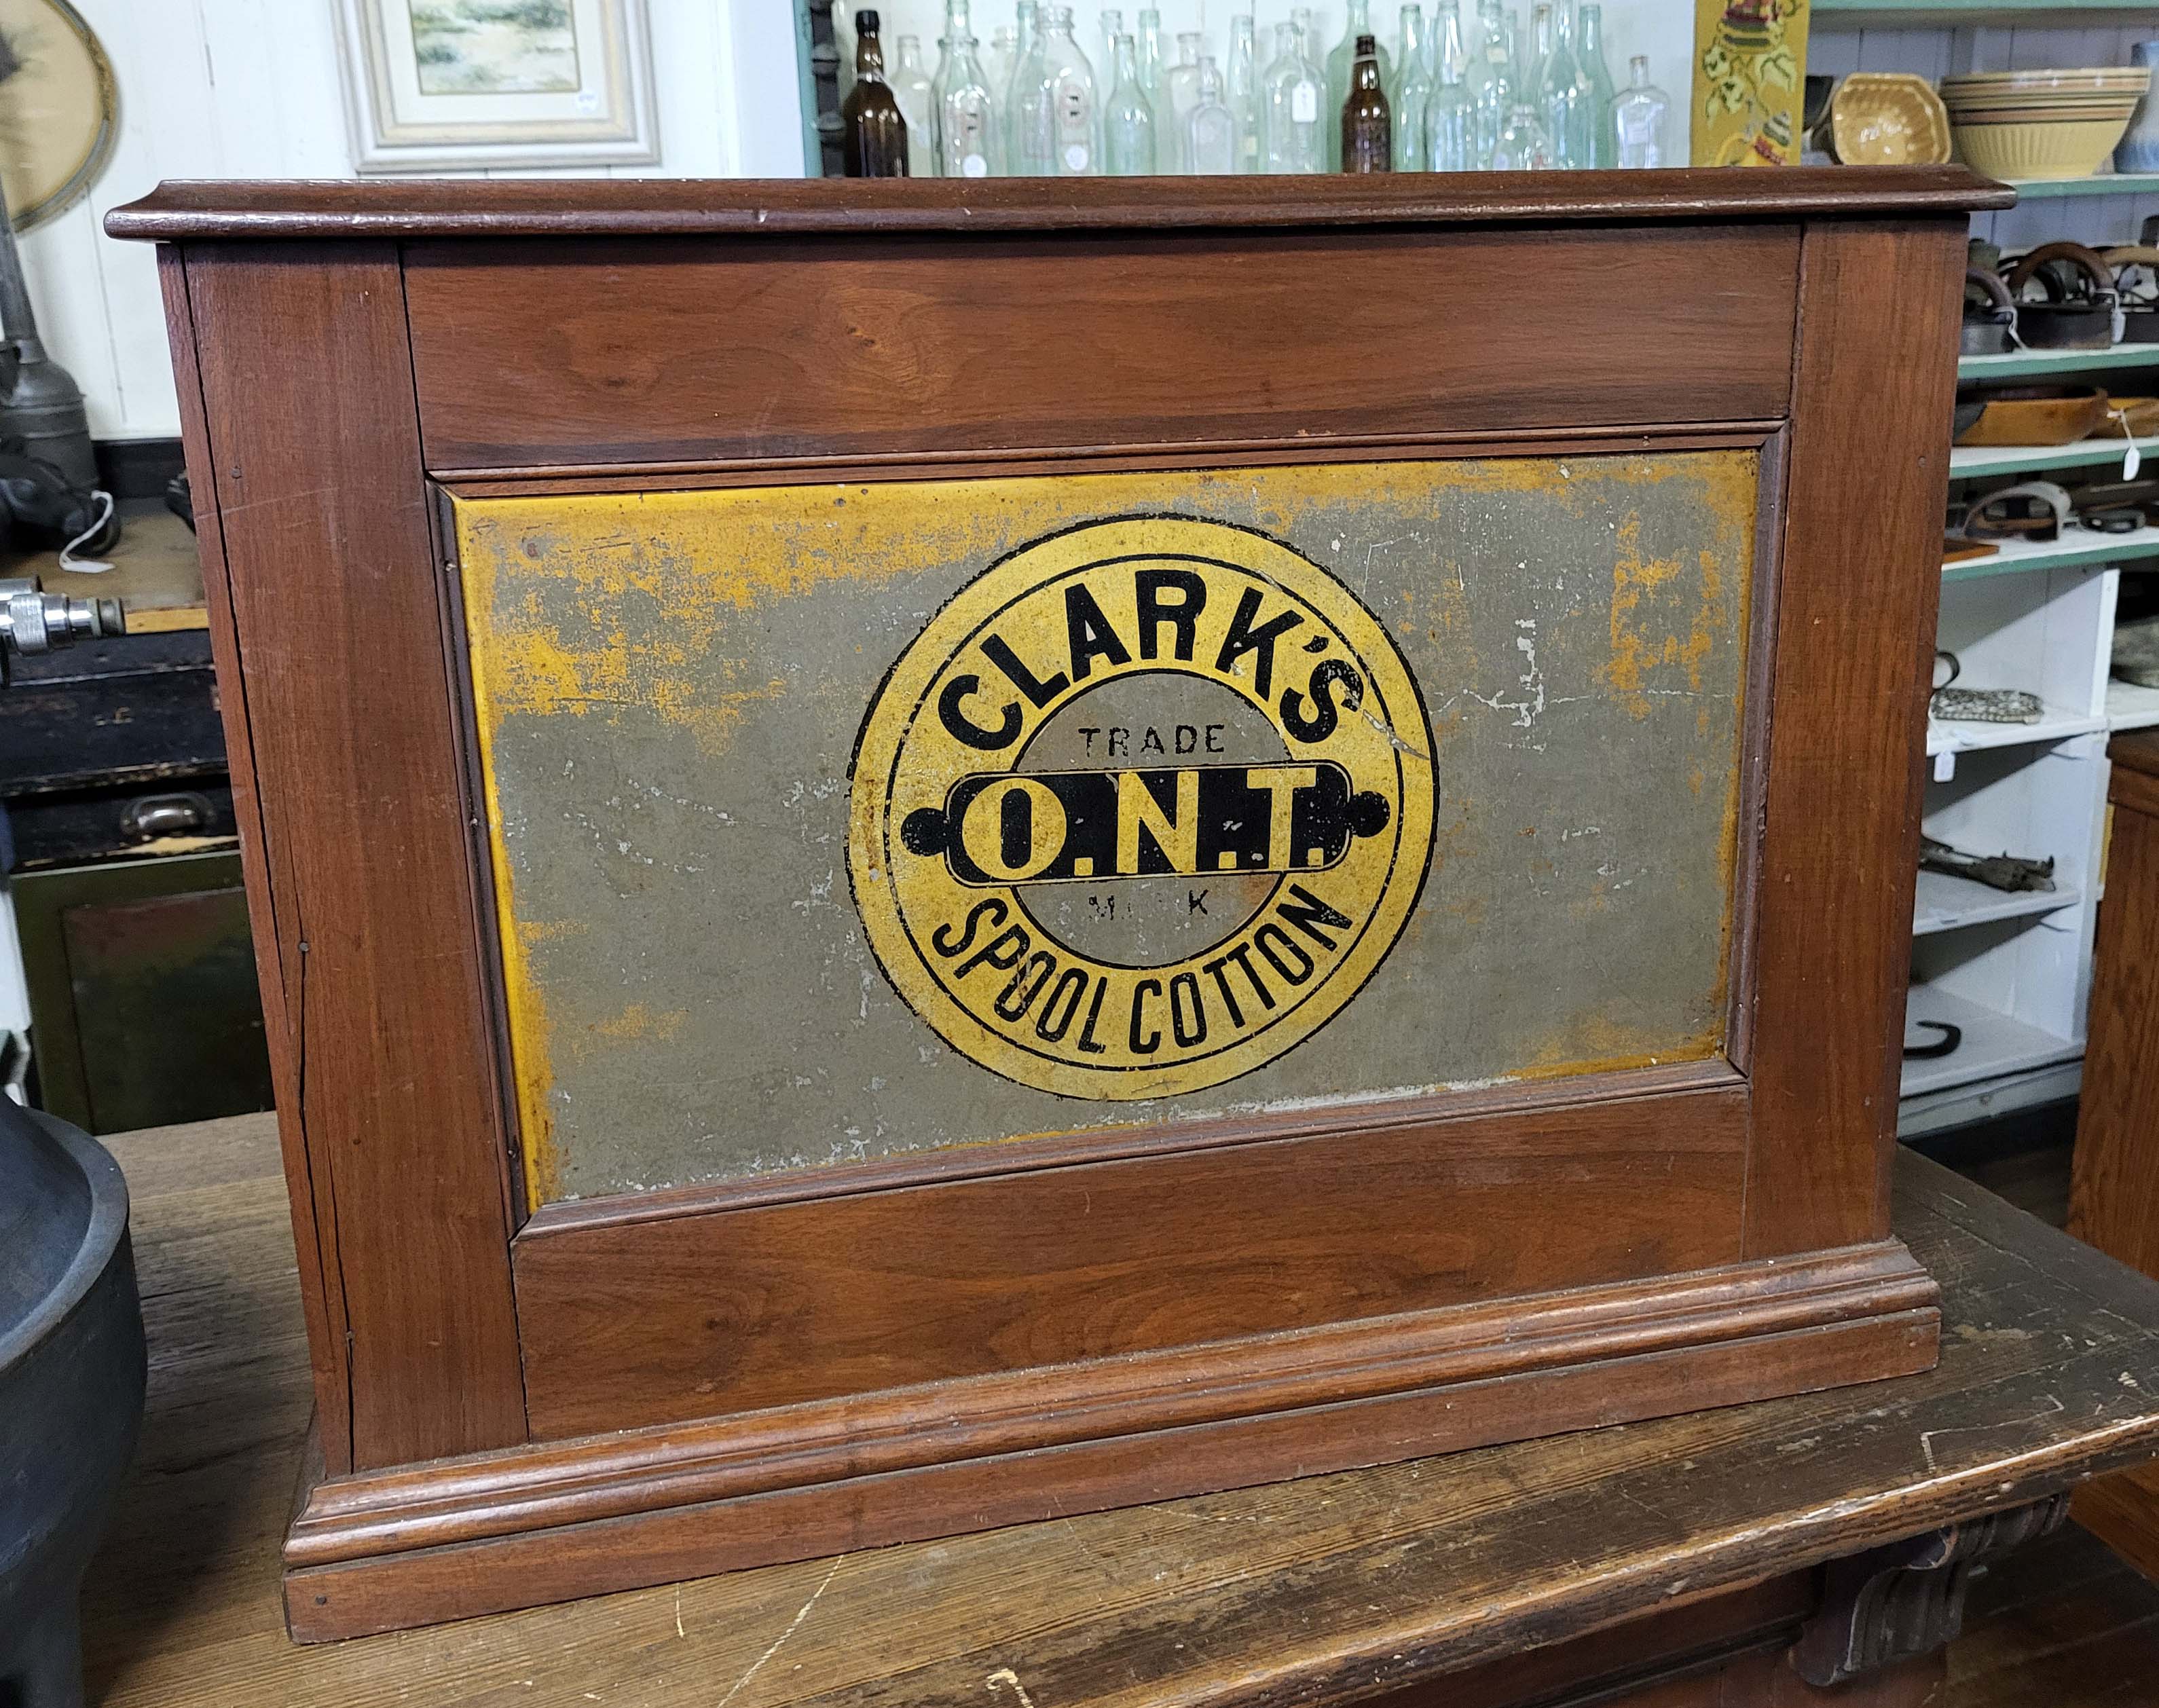 CLARK'S
TRADE
O.N.T.
SPOOL COTTON